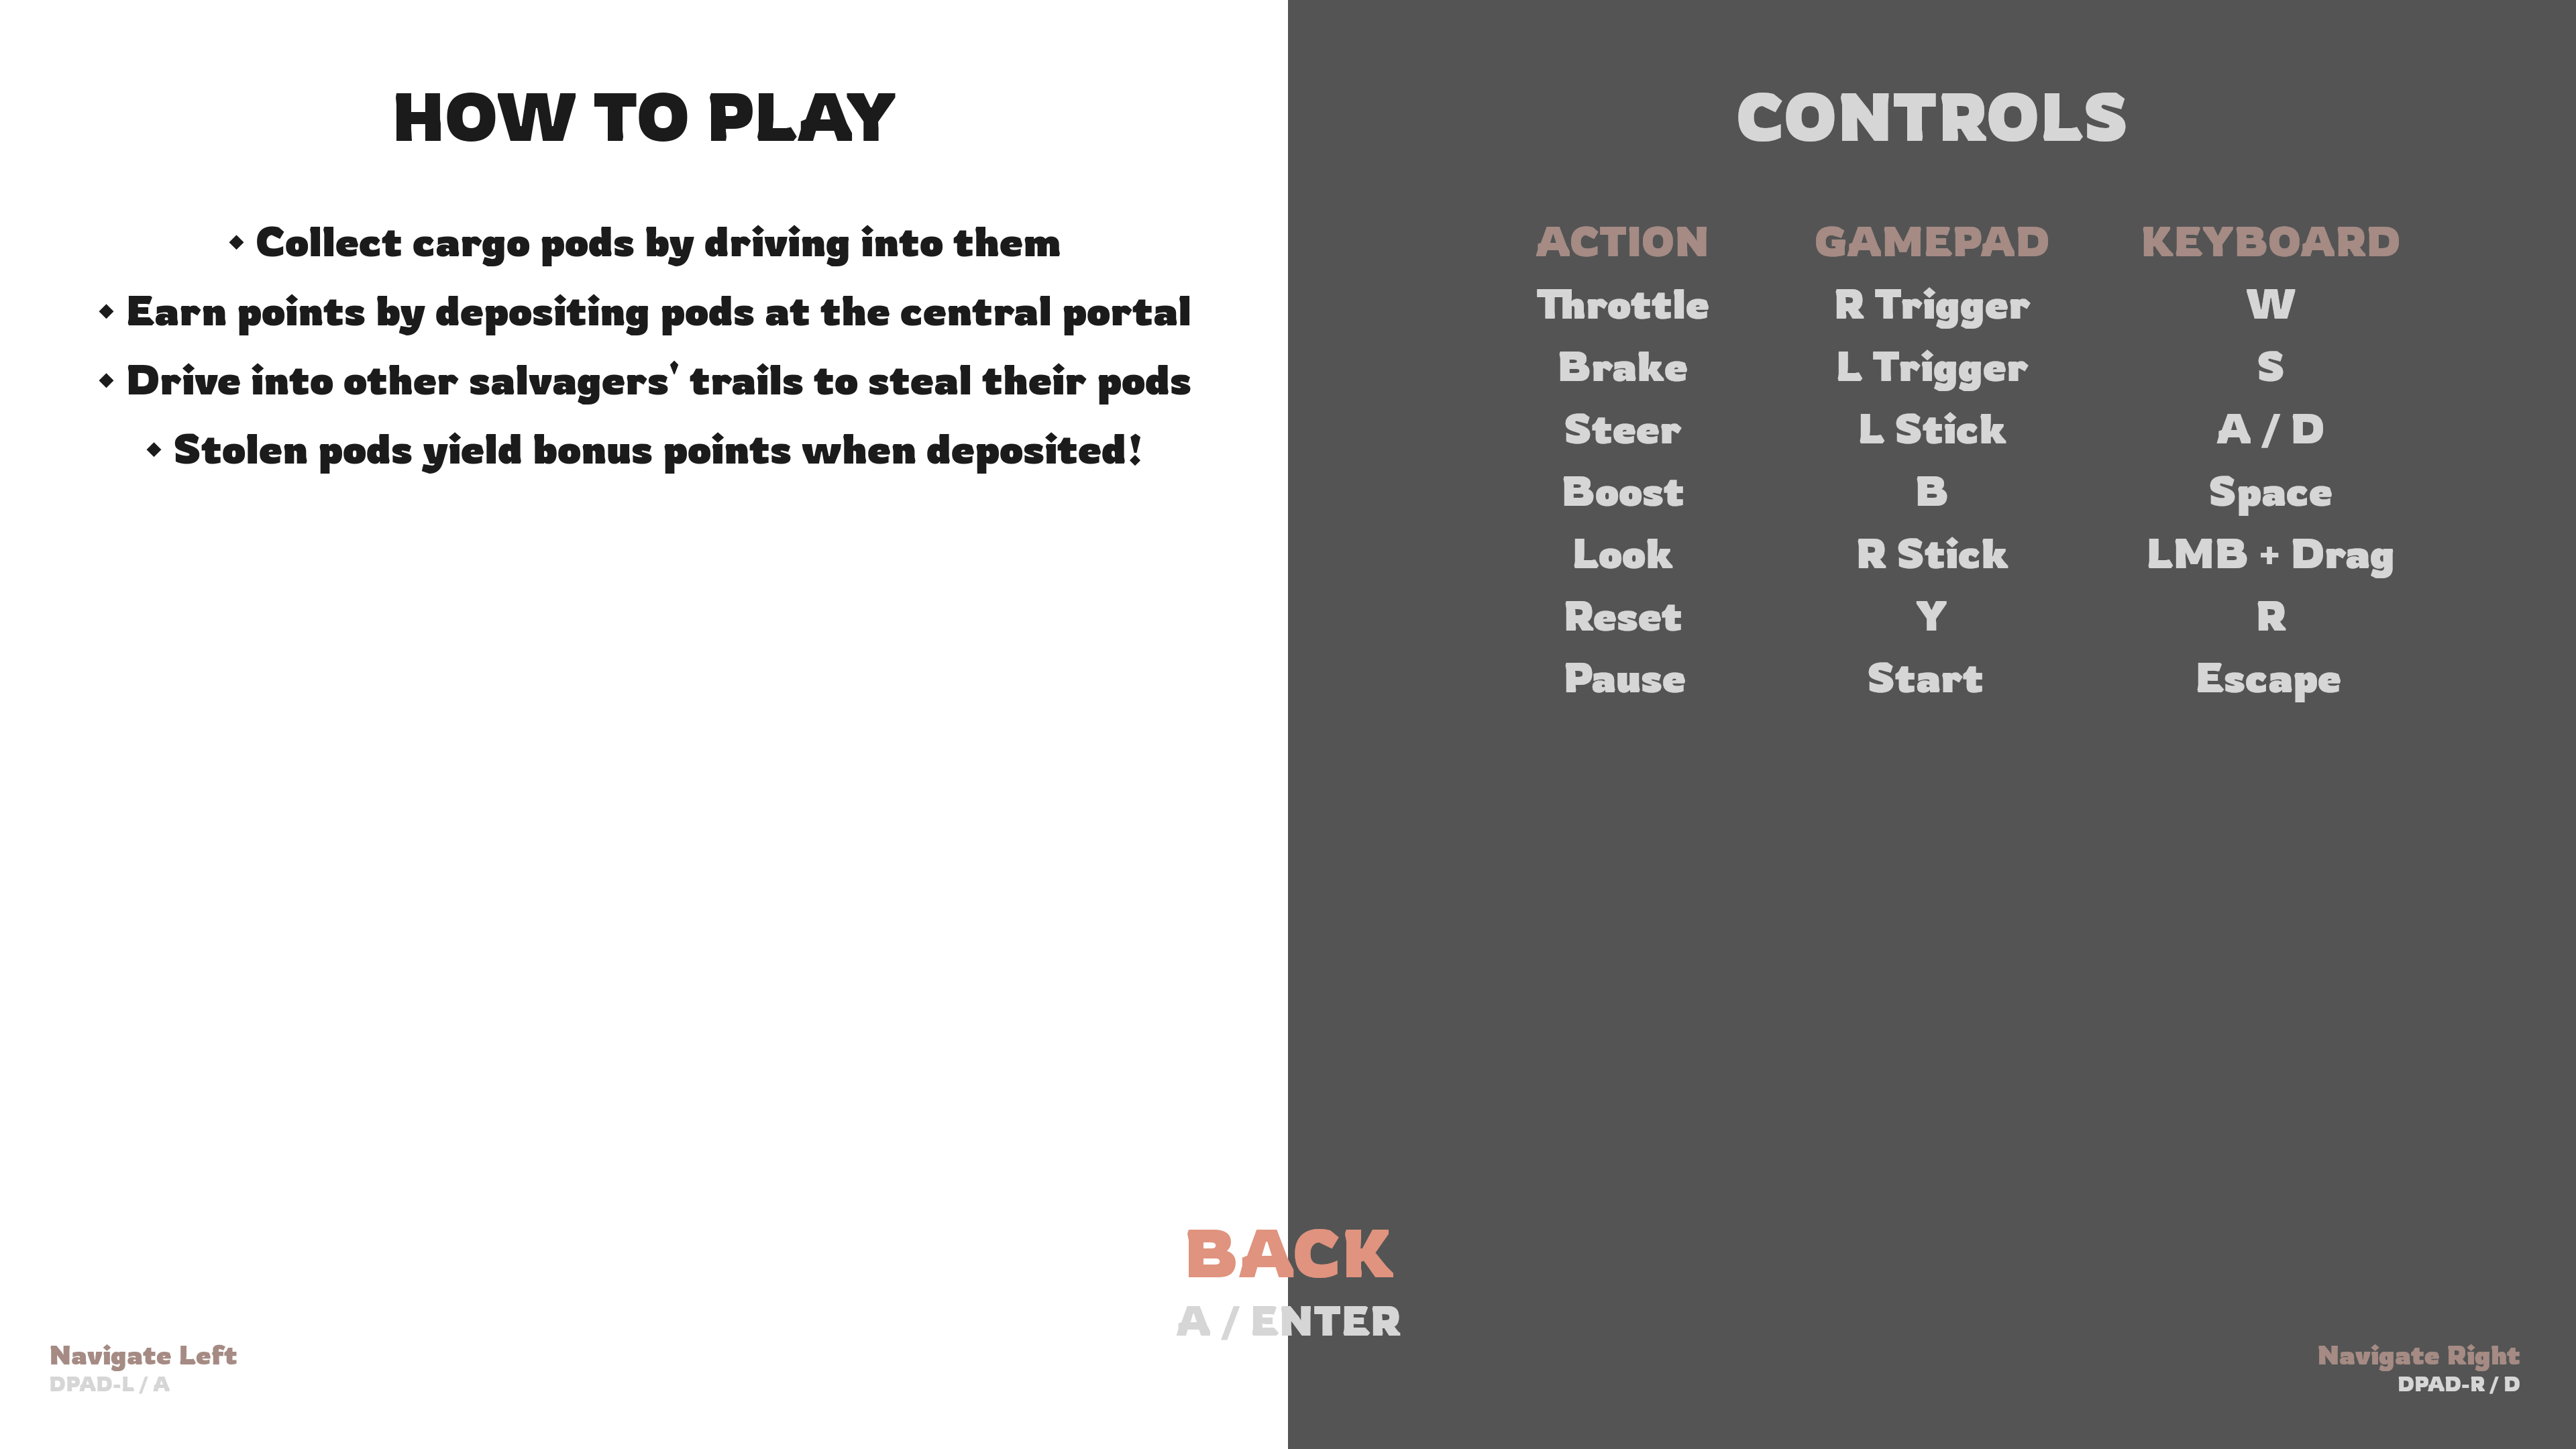 HOW TO PLAY
◆ Collect cargo pods by driving into them
◆ Earn points by depositing pods at the central portal
◆ Drive into other salvagers' trails to steal their pods
◆ Stolen pods yield bonus points when deposited!
CONTROLS
ACTION GAMEPAD KEYBOARD
Throttle R Trigger W
Brake L Trigger S
Steer L Stick A / D
Boost B Space
Look R Stick LMB + Drag
Reset Y R
Pause Start Escape
BACK
A / ENTER
Navigate Left
DPAD-L / A
Navigate Right
DPAD-R / D